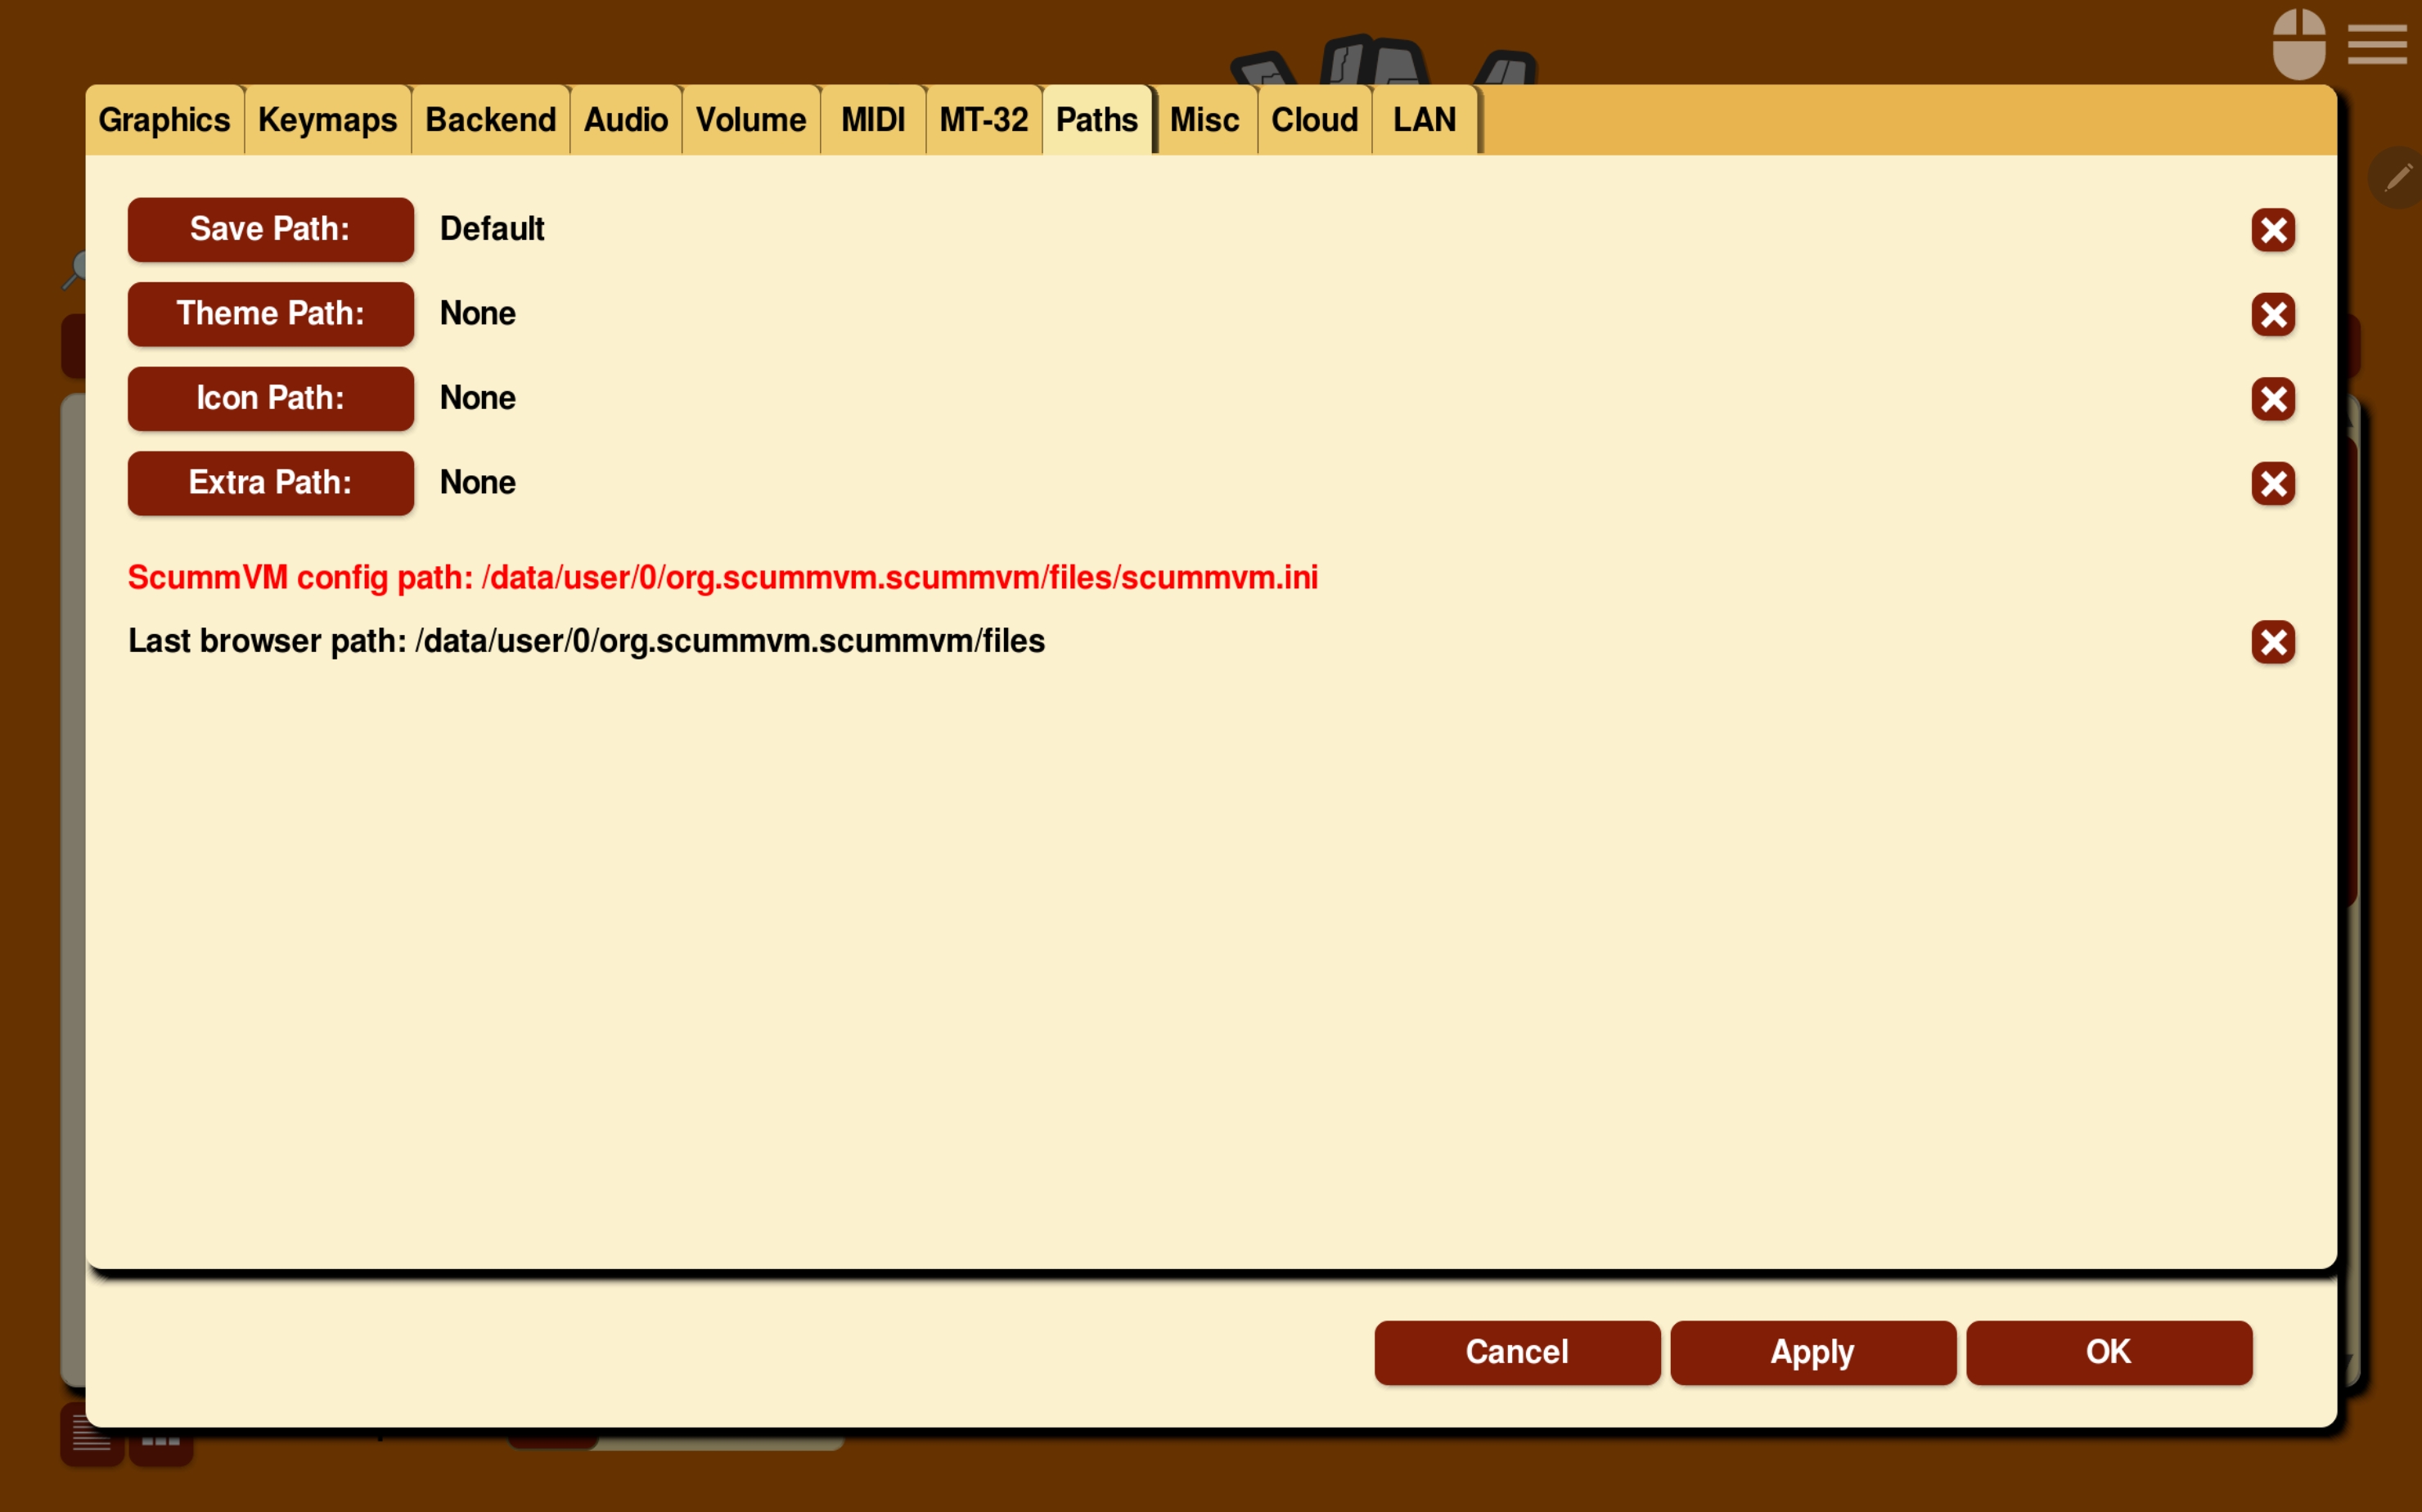 Graphics Keymaps Backend Audio Volume MIDI MT-32 Paths Misc Cloud LAN
Save Path: Default
Theme Path: None
Icon Path: None
Extra Path: None
ScummVM config path: /data/user/0/org.scummvm.scummvm/files/scummvm.ini
Last browser path: /data/user/0/org.scummvm.scummvm/files
Cancel Apply OK